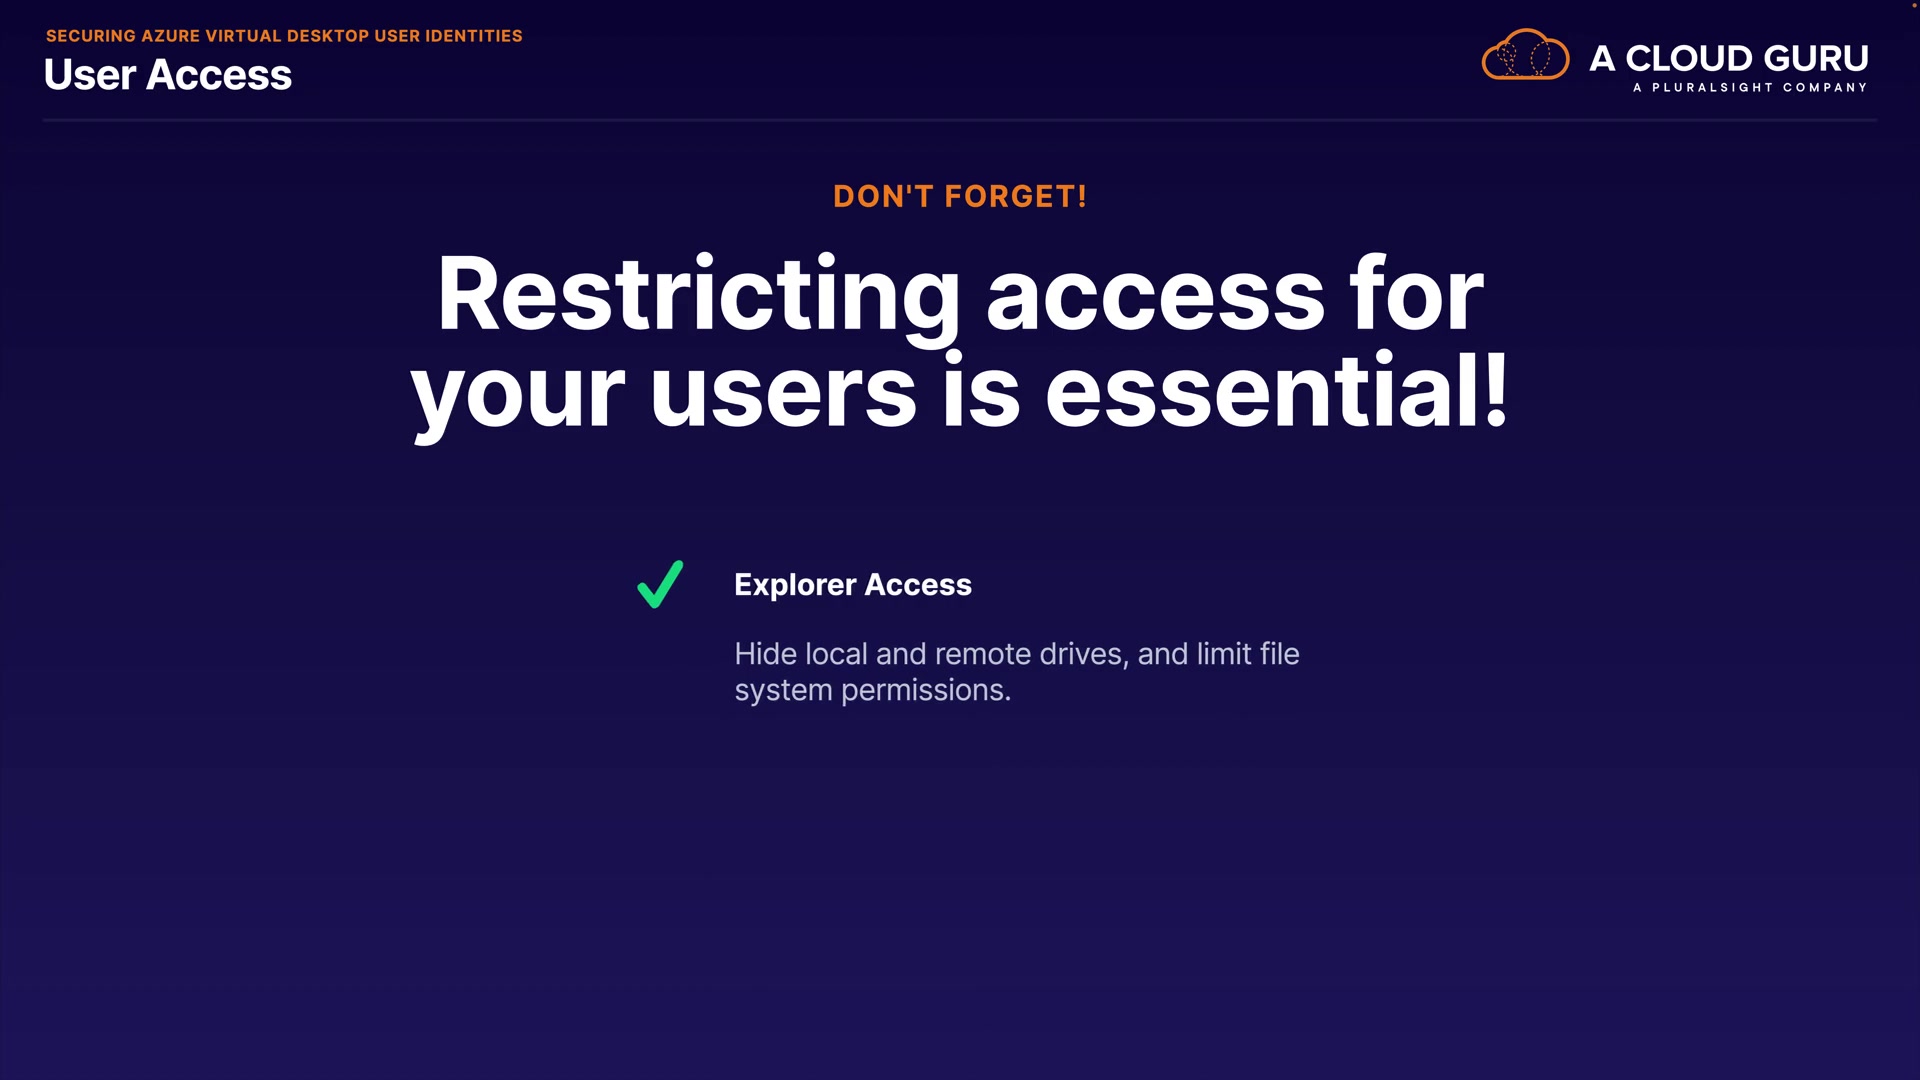 SECURING AZURE VIRTUAL DESKTOP USER IDENTITIES
User Access
A CLOUD GURU
A PLURALSIGHT COMPANY
DON'T FORGET!
Restricting access for
your users is essential!
Explorer Access
Hide local and remote drives, and limit file
system permissions.